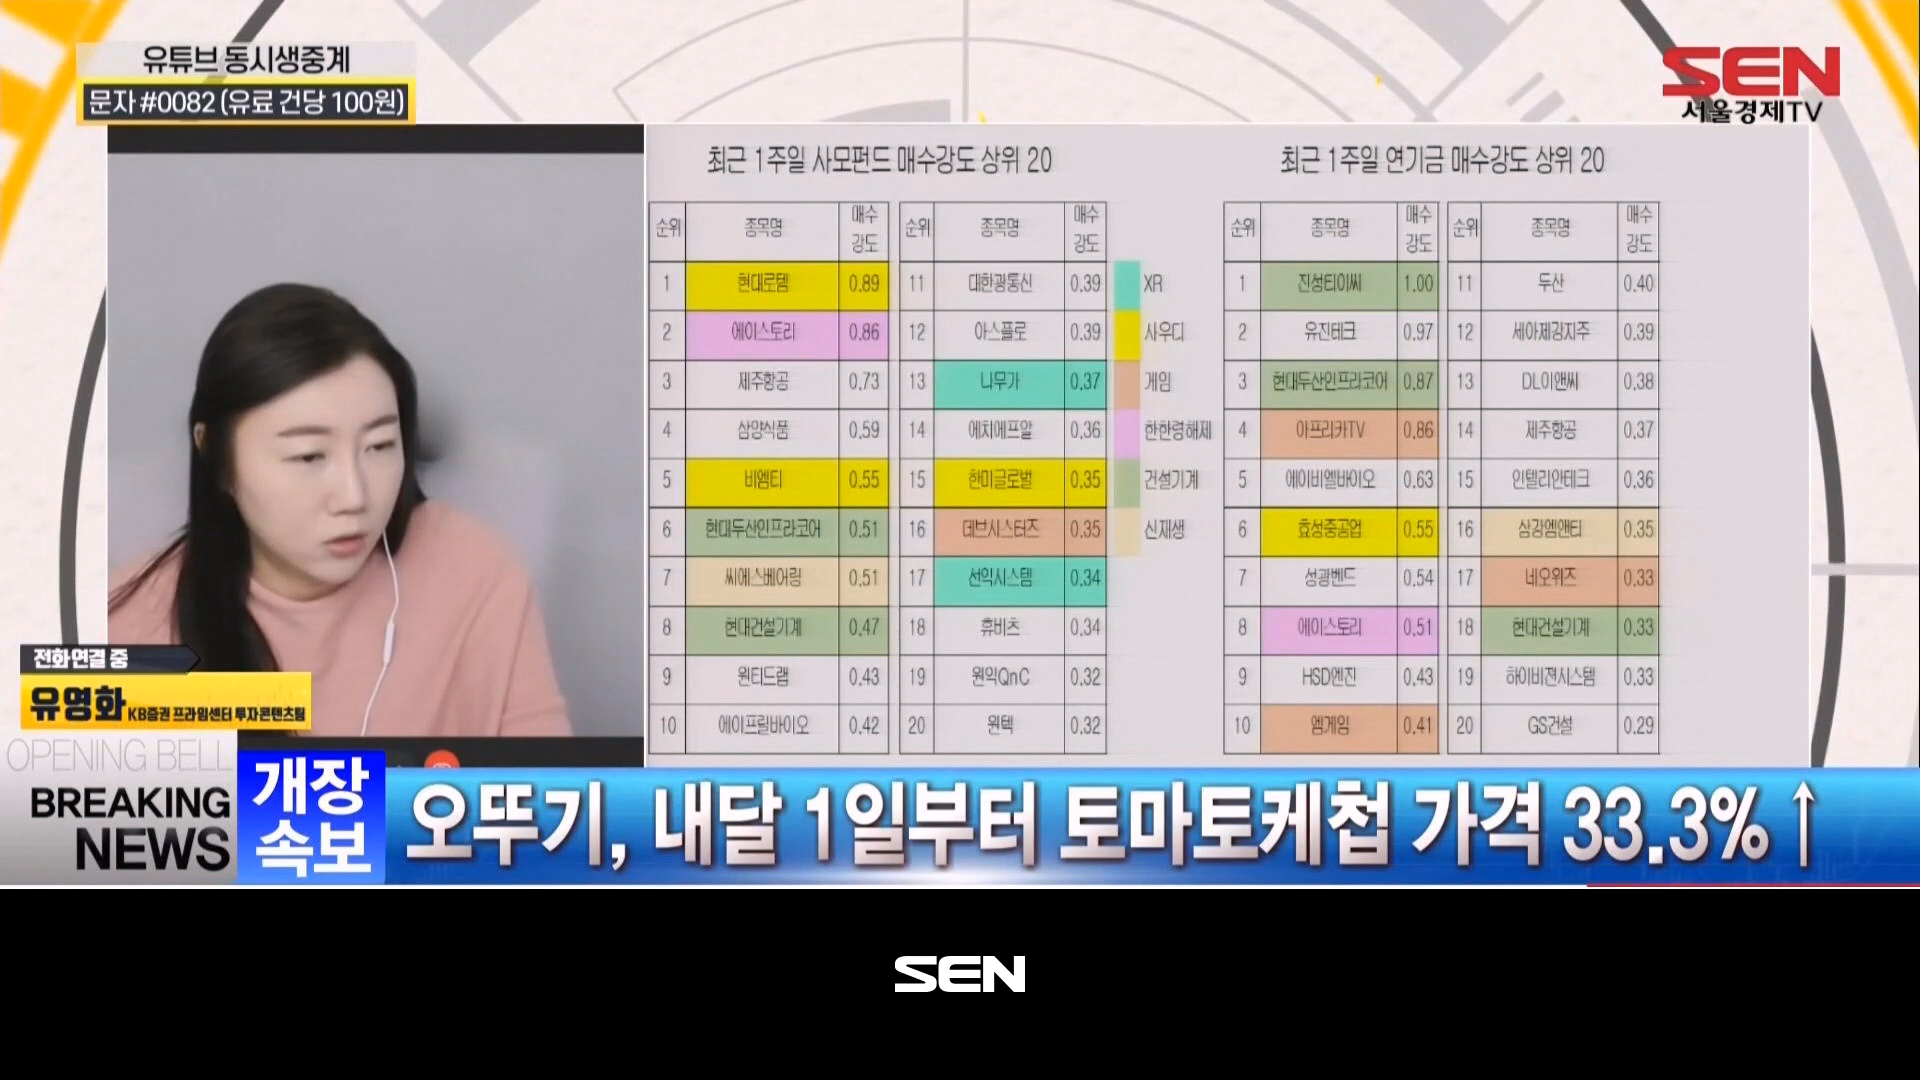 유튜브 동시생중계
문자 #0082 (유료 건당 100원)
SEN
서울경제TV
최근 1주일 사모펀드 매수강도 상위 20
순위 종목명 매수강도 순위 종목명 매수강도
1 현대로템 0.89 11 대한광통신 0.39
2 에이스토리 0.86 12 아스플로 0.39
3 제주항공 0.73 13 나무가 0.37
4 삼양식품 0.59 14 에치에프알 0.36
5 비엠티 0.55 15 한미글로벌 0.35
6 현대두산인프라코어 0.51 16 데브시스터즈 0.35
7 씨에스베어링 0.51 17 선익시스템 0.34
8 현대건설기계 0.47 18 휴비츠 0.34
9 원티드랩 0.43 19 원익QnC 0.32
10 에이프릴바이오 0.42 20 원텍 0.32
XR
사우디
게임
한한령해제
건설기계
신재생
최근 1주일 연기금 매수강도 상위 20
순위 종목명 매수강도 순위 종목명 매수강도
1 진성티이씨 1.00 11 두산 0.40
2 유진테크 0.97 12 세아제강지주 0.39
3 현대두산인프라코어 0.87 13 DL이앤씨 0.38
4 아프리카TV 0.86 14 제주항공 0.37
5 에이비엘바이오 0.63 15 인텔리안테크 0.36
6 효성중공업 0.55 16 삼강엠앤티 0.35
7 성광벤드 0.54 17 네오위즈 0.33
8 에이스토리 0.51 18 현대건설기계 0.33
9 HSD엔진 0.43 19 하이비젼시스템 0.33
10 엠게임 0.41 20 GS건설 0.29
전화연결 중
유영화 KB증권 프라임센터 투자콘텐츠팀
OPENING BELL
BREAKING
NEWS
개장
속보
오뚜기, 내달 1일부터 토마토케첩 가격 33.3%↑
SEN